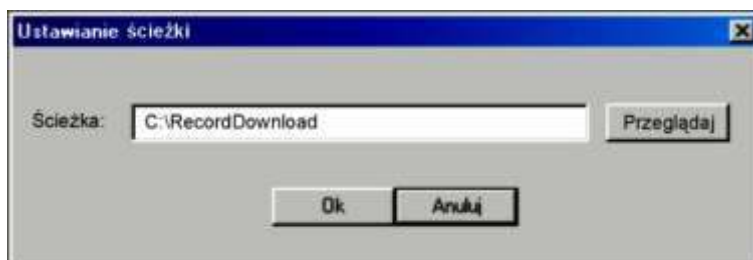 Ustawianie ścieżki
Ścieżka: C:\RecordDownload Przeglądaj
Ok Anuluj